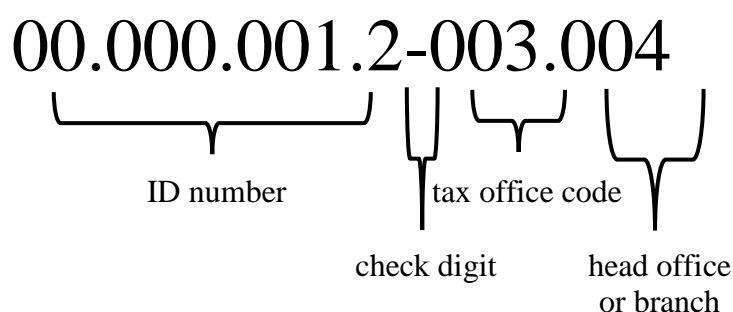 00.000.001.2-003.004
ID number
tax office code
check digit
head office
or branch